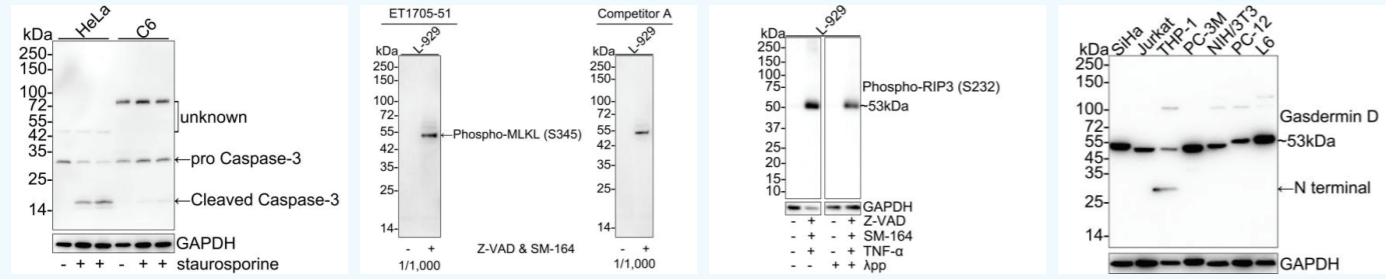 HeLa C6
kDa
250-
150-
100-
72-
55-
42-
35-
25-
14-
unknown
←pro Caspase-3
←Cleaved Caspase-3
GAPDH
- + + - + + staurosporine
ET1705-51
L-929
kDa
250-
150-
100-
72-
55-
42-
35-
25-
14-
←Phospho-MLKL (S345)
- + Z-VAD & SM-164
1/1,000
Competitor A
L-929
kDa
250-
150-
100-
72-
55-
42-
35-
25-
14-
- +
1/1,000
L-929
kDa
250-
150-
100-
75-
50-
37-
25-
20-
15-
10-
Phospho-RIP3 (S232)
~53kDa
GAPDH
- + - + Z-VAD
- + - + SM-164
- + - + TNF-α
- - + + λpp
SiHa Jurkat THP-1 PC-3M NIH/3T3 PC-12 L6
kDa
250-
150-
100-
72-
55-
45-
35-
25-
14-
Gasdermin D
~53kDa
←N terminal
GAPDH